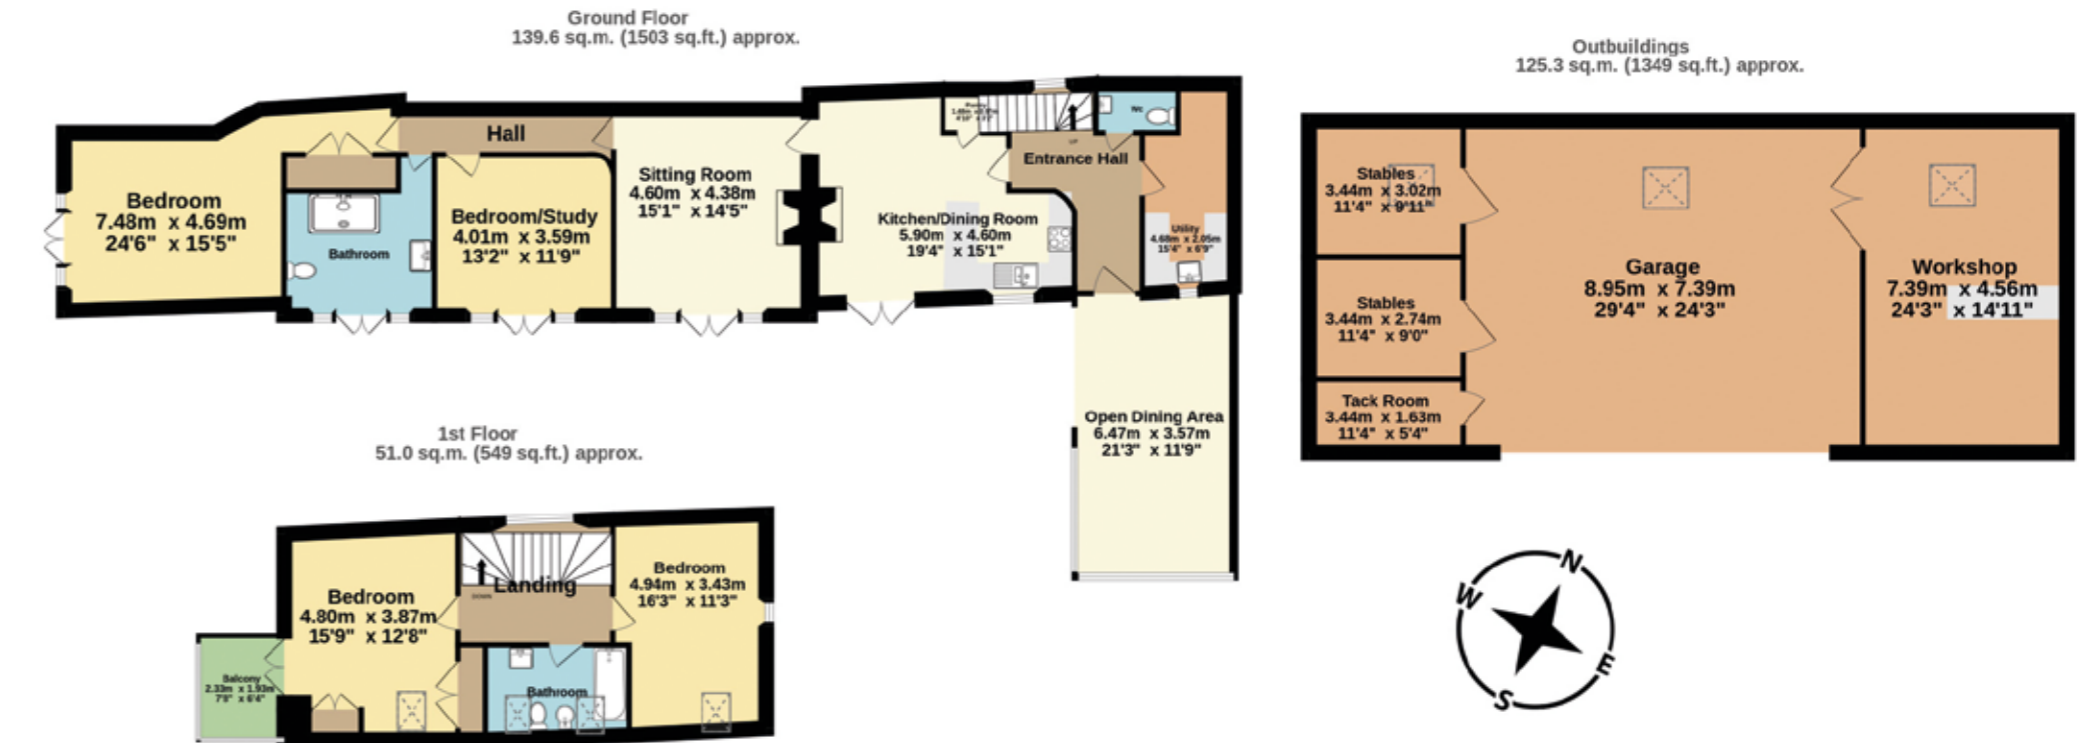 Ground Floor
139.6 sq.m. (1503 sq.ft.) approx.
Hall
Bedroom
7.48m x 4.69m
24'6" x 15'5"
Bathroom
Bedroom/Study
4.01m x 3.59m
13'2" x 11'9"
Sitting Room
4.60m x 4.38m
15'1" x 14'5"
Kitchen/Dining Room
5.90m x 4.60m
19'4" x 15'1"
UP
Entrance Hall
WC
Utility
4.68m x 2.05m
15'4" x 6'9"
Open Dining Area
6.47m x 3.57m
21'3" x 11'9"
Outbuildings
125.3 sq.m. (1349 sq.ft.) approx.
Stables
3.44m x 3.02m
11'4" x 9'11"
Stables
3.44m x 2.74m
11'4" x 9'0"
Tack Room
3.44m x 1.63m
11'4" x 5'4"
Garage
8.95m x 7.39m
29'4" x 24'3"
Workshop
7.39m x 4.56m
24'3" x 14'11"
1st Floor
51.0 sq.m. (549 sq.ft.) approx.
Bedroom
4.80m x 3.87m
15'9" x 12'8"
Landing
DOWN
Bedroom
4.94m x 3.43m
16'3" x 11'3"
Balcony
2.33m x 1.93m
7'8" x 6'4"
Bathroom
N
W
E
S